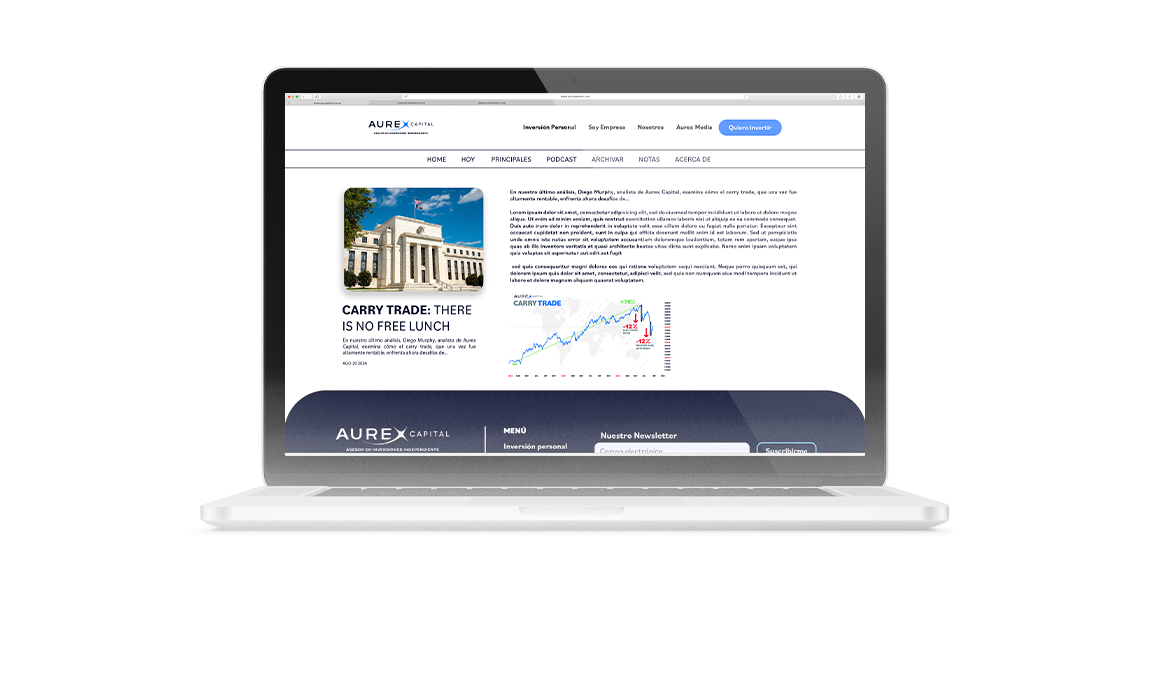 AUREX CAPITAL
ASESOR EN INVERSIONES INDEPENDIENTE
Inversión Personal Soy Empresa Nosotros Aurex Media Quiero invertir
HOME HOY PRINCIPALES PODCAST ARCHIVAR NOTAS ACERCA DE
CARRY TRADE: THERE
IS NO FREE LUNCH
En nuestro último análisis, Diego Murphy, analista de Aurex
Capital, examina cómo el carry trade, que una vez fue
altamente rentable, enfrenta ahora desafíos de...
AGO 20 2024
En nuestro último análisis, Diego Murphy, analista de Aurex Capital, examina cómo el carry trade, que una vez fue
altamente rentable, enfrenta ahora desafíos de...
Lorem ipsum dolor sit amet, consectetur adipisicing elit, sed do eiusmod tempor incididunt ut labore et dolore magna
aliqua. Ut enim ad minim veniam, quis nostrud exercitation ullamco laboris nisi ut aliquip ex ea commodo consequat.
Duis aute irure dolor in reprehenderit in voluptate velit esse cillum dolore eu fugiat nulla pariatur. Excepteur sint
occaecat cupidatat non proident, sunt in culpa qui officia deserunt mollit anim id est laborum. Sed ut perspiciatis
unde omnis iste natus error sit voluptatem accusantium doloremque laudantium, totam rem aperiam, eaque ipsa
quae ab illo inventore veritatis et quasi architecto beatae vitae dicta sunt explicabo. Nemo enim ipsam voluptatem
quia voluptas sit aspernatur aut odit aut fugit
sed quia consequuntur magni dolores eos qui ratione voluptatem sequi nesciunt. Neque porro quisquam est, qui
dolorem ipsum quia dolor sit amet, consectetur, adipisci velit, sed quia non numquam eius modi tempora incidunt ut
labore et dolore magnam aliquam quaerat voluptatem.
AUREX CAPITAL
CARRY TRADE
+78%
-12%
-12%
AUREX CAPITAL
ASESOR EN INVERSIONES INDEPENDIENTE
MENÚ
Inversión personal
Nuestro Newsletter
Correo electrónico
Suscribirme